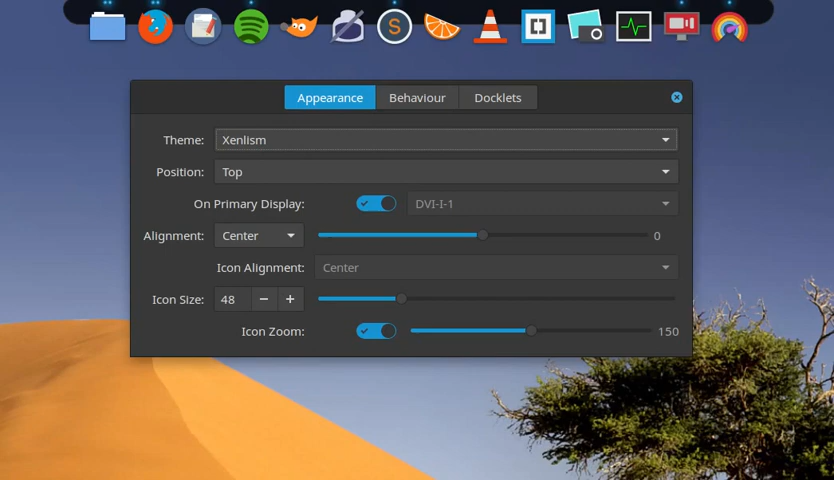 Appearance Behaviour Docklets
Theme: Xenlism
Position: Top
On Primary Display: DVI-I-1
Alignment: Center 0
Icon Alignment: Center
Icon Size: 48 − +
Icon Zoom: 150